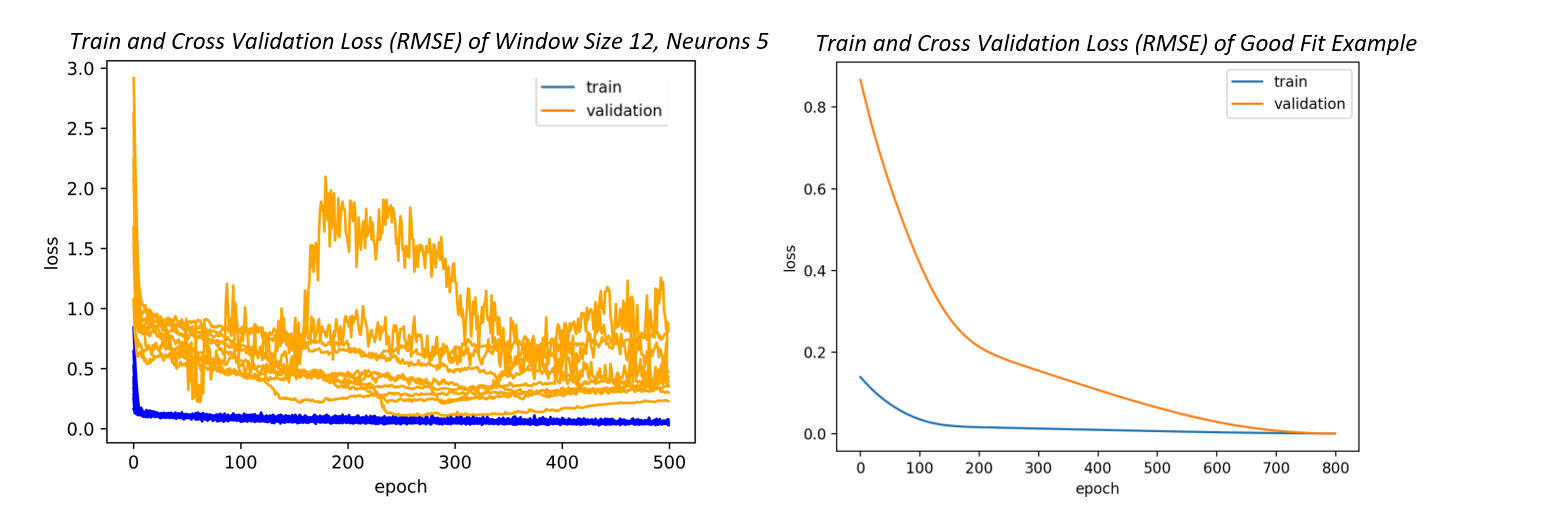 Train and Cross Validation Loss (RMSE) of Window Size 12, Neurons 5
3.0
2.5
2.0
1.5
1.0
0.5
0.0
loss
train
validation
0 100 200 300 400 500
epoch
Train and Cross Validation Loss (RMSE) of Good Fit Example
0.8
0.6
0.4
0.2
0.0
loss
train
validation
0 100 200 300 400 500 600 700 800
epoch